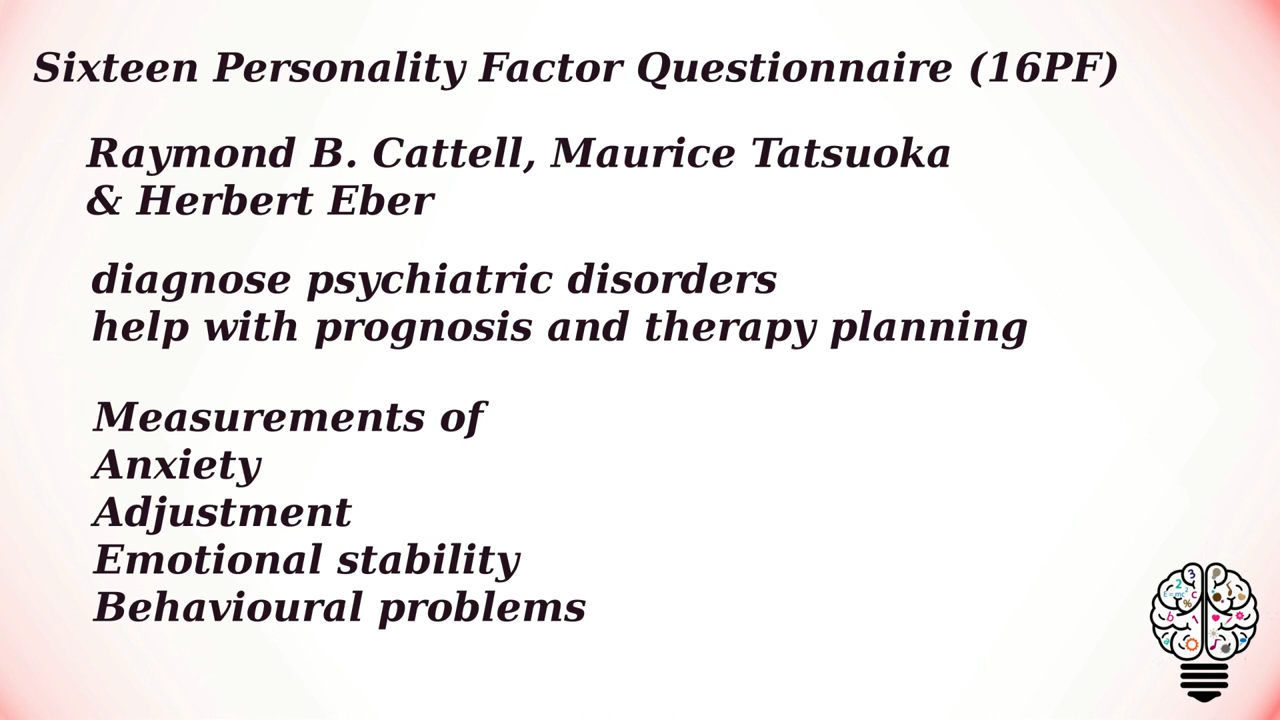 Sixteen Personality Factor Questionnaire (16PF)
Raymond B. Cattell, Maurice Tatsuoka
& Herbert Eber
diagnose psychiatric disorders
help with prognosis and therapy planning
Measurements of
Anxiety
Adjustment
Emotional stability
Behavioural problems